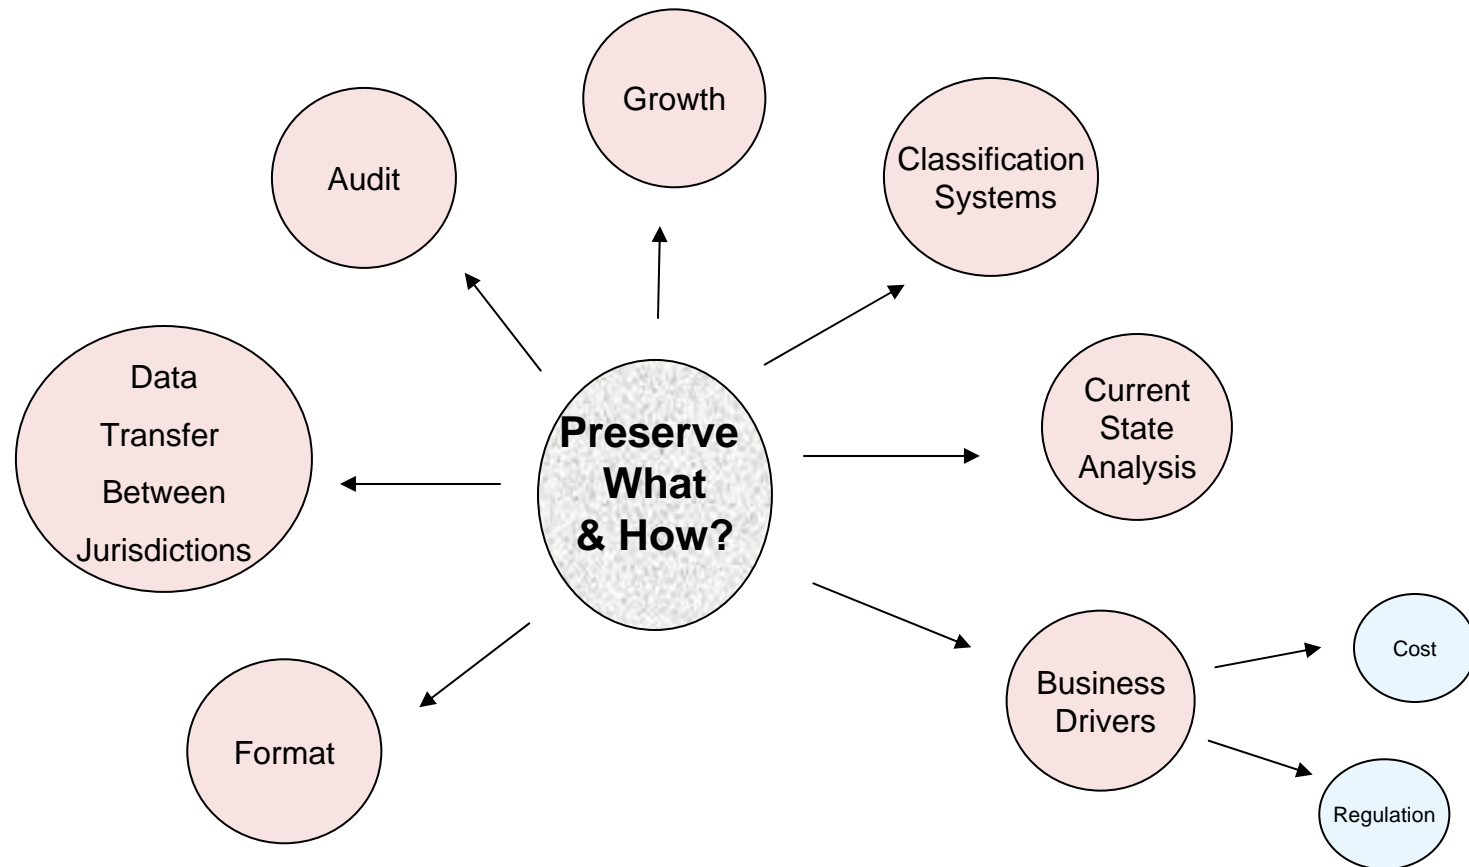 Growth
Audit
Classification
Systems
Data
Transfer
Between
Jurisdictions
Current
State
Analysis
Preserve
What
& How?
Business
Drivers
Cost
Regulation
Format